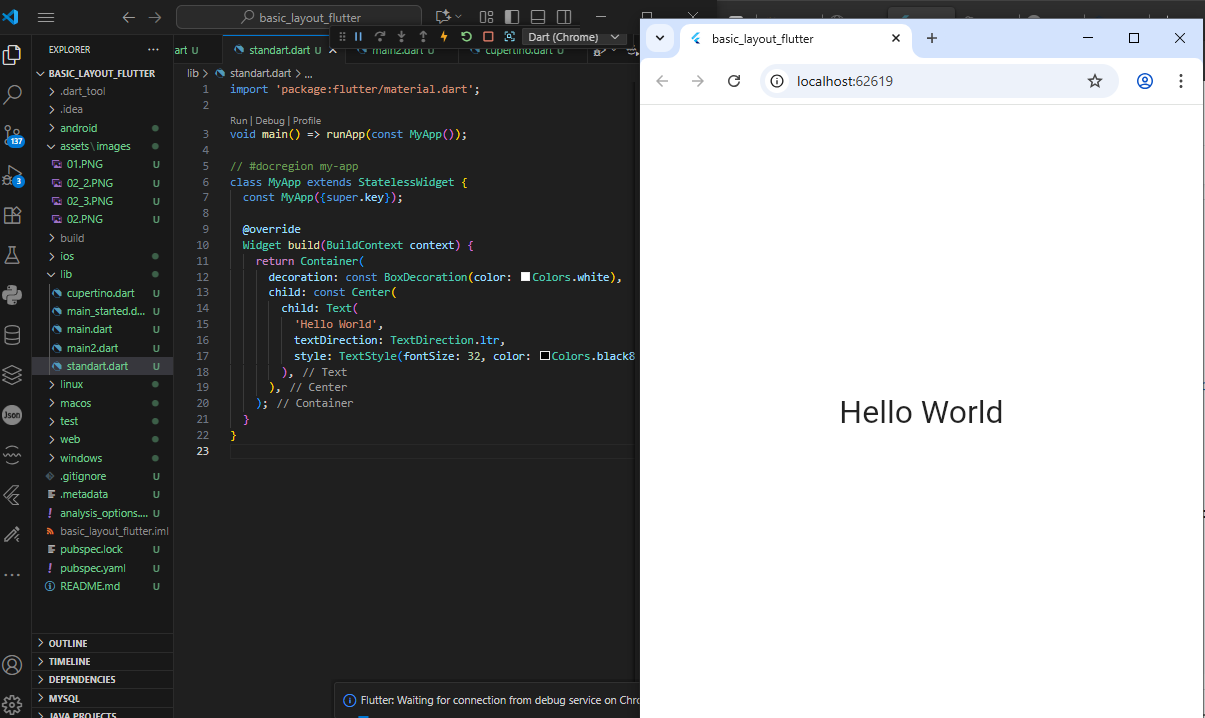 basic_layout_flutter
Dart (Chrome)
EXPLORER
BASIC_LAYOUT_FLUTTER
.dart_tool
.idea
android
assets\images
01.PNG U
02_2.PNG U
02_3.PNG U
02.PNG U
build
ios
lib
cupertino.dart U
main_started.d... U
main.dart U
main2.dart U
standart.dart U
linux
macos
test
web
windows
.gitignore U
.metadata U
analysis_options.... U
basic_layout_flutter.iml
pubspec.lock U
pubspec.yaml U
README.md U
OUTLINE
TIMELINE
DEPENDENCIES
MYSQL
JAVA PROJECTS
137
3
Json
art U
standart.dart U
main2.dart U
cupertino.dart U
lib > standart.dart > ...
1 import 'package:flutter/material.dart';
2
Run | Debug | Profile
3 void main() => runApp(const MyApp());
4
5 // #docregion my-app
6 class MyApp extends StatelessWidget {
7 const MyApp({super.key});
8
9 @override
10 Widget build(BuildContext context) {
11 return Container(
12 decoration: const BoxDecoration(color: Colors.white),
13 child: const Center(
14 child: Text(
15 'Hello World',
16 textDirection: TextDirection.ltr,
17 style: TextStyle(fontSize: 32, color: Colors.black8
18 ), // Text
19 ), // Center
20 ); // Container
21 }
22 }
23
Flutter: Waiting for connection from debug service on Chro
basic_layout_flutter
localhost:62619
Hello World